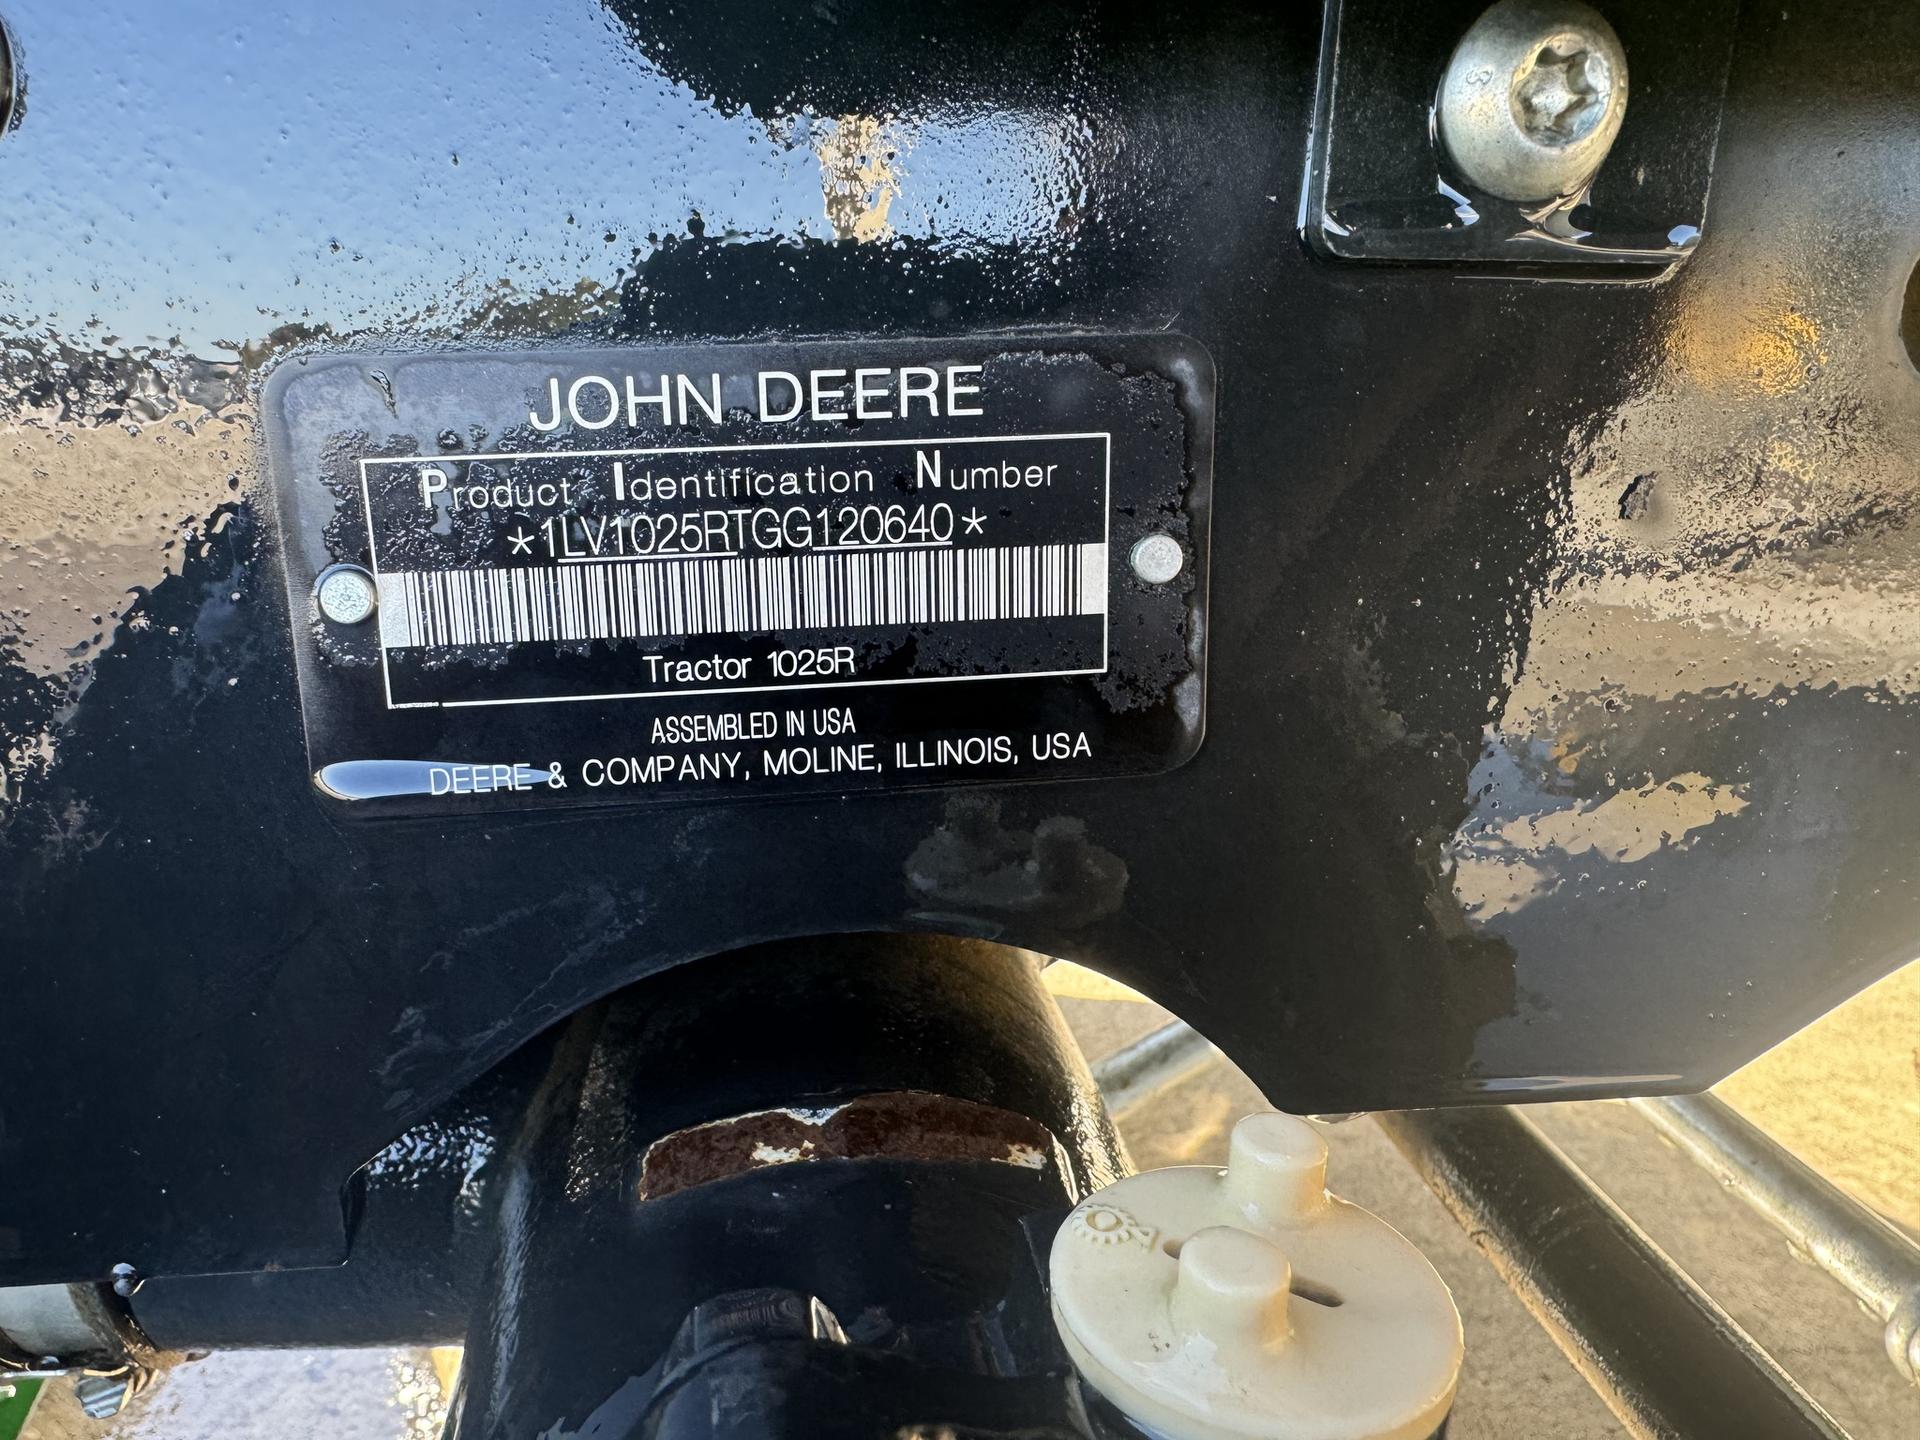 JOHN DEERE
Product Identification Number
*1LV1025RTGG120640*
Tractor 1025R
ASSEMBLED IN USA
DEERE & COMPANY, MOLINE, ILLINOIS, USA